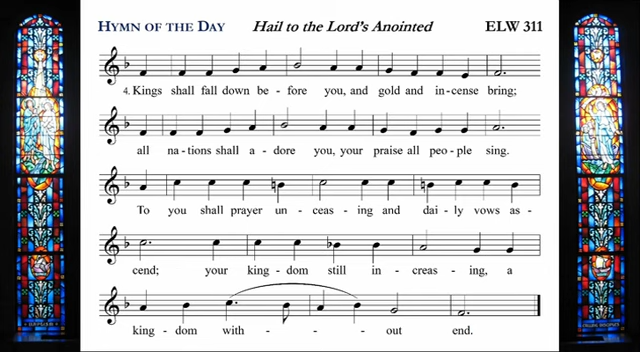 HYMN OF THE DAY Hail to the Lord's Anointed ELW 311
4. Kings shall fall down be - fore you, and gold and in - cense bring;
all na - tions shall a - dore you, your praise all peo - ple sing.
To you shall prayer un - ceas - ing and dai - ly vows as -
cend; your king - dom still in - creas - ing, a
king - dom with - - - out end.